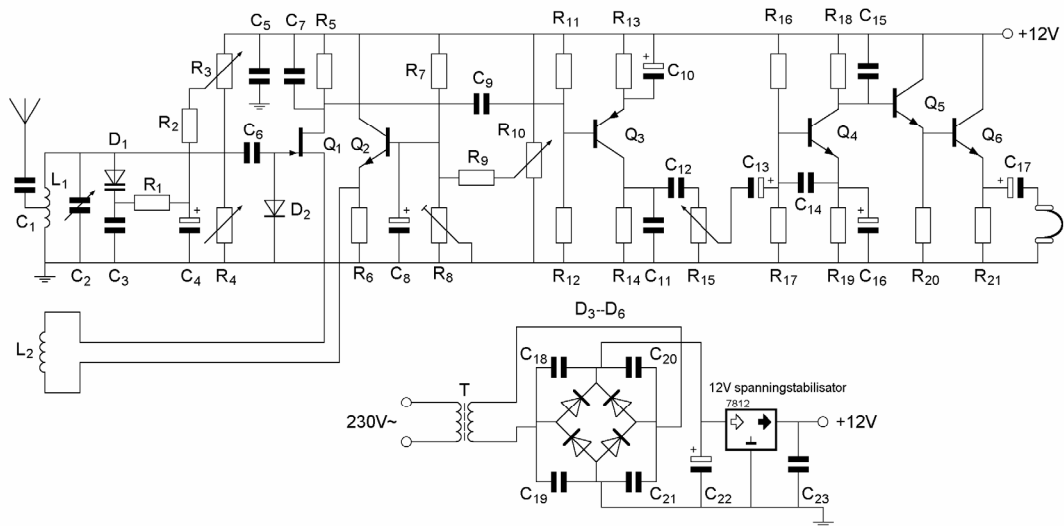 C₅ C₇ R₅ R₁₁ R₁₃ R₁₆ R₁₈ C₁₅
+12V
R₃ R₇ C₉ C₁₀
R₂ C₆ Q₁ Q₂ R₁₀ Q₃ Q₄ Q₅ Q₆
D₁ R₉ C₁₂ C₁₃ C₁₇
L₁ R₁ D₂ C₁₄
C₁
C₂ C₃ C₄ R₄ R₆ C₈ R₈ R₁₂ R₁₄ C₁₁ R₁₅ R₁₇ R₁₉ C₁₆ R₂₀ R₂₁
D₃--D₆
L₂
C₁₈ C₂₀
T
12V spanningstabilisator
7812
230V~
+12V
C₁₉ C₂₁ C₂₂ C₂₃